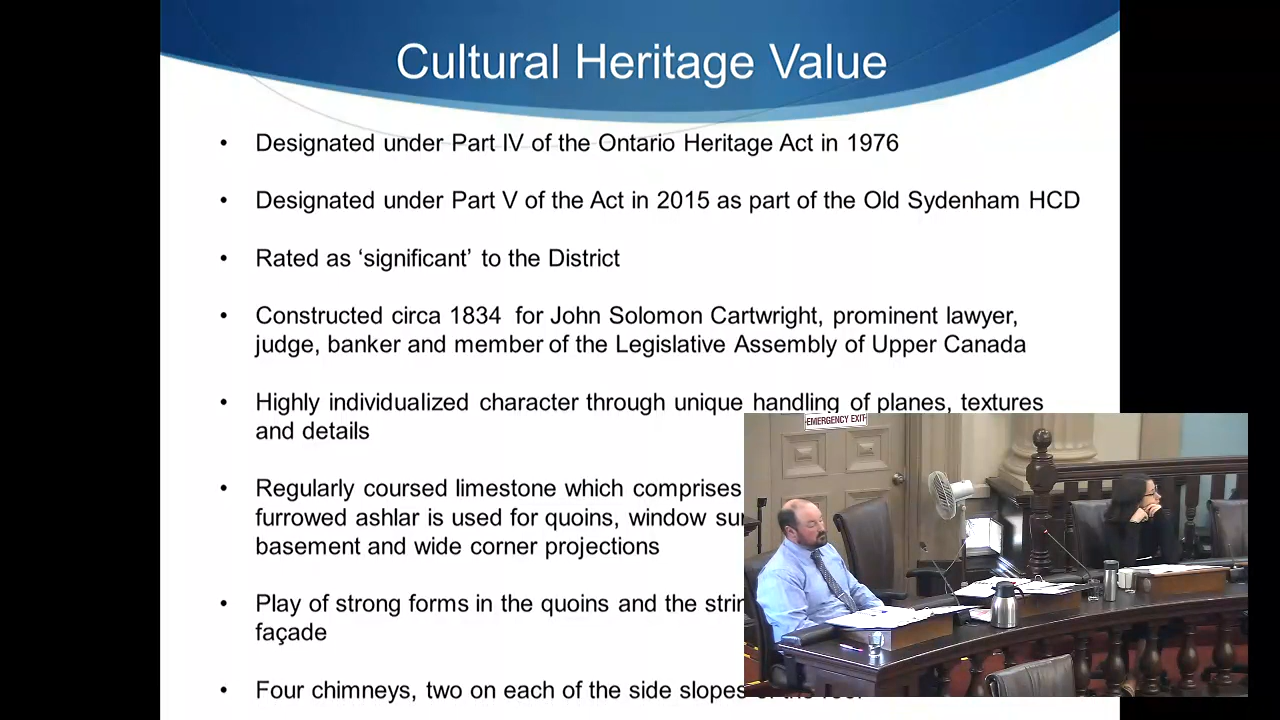 Cultural Heritage Value
• Designated under Part IV of the Ontario Heritage Act in 1976
• Designated under Part V of the Act in 2015 as part of the Old Sydenham HCD
• Rated as ‘significant’ to the District
• Constructed circa 1834 for John Solomon Cartwright, prominent lawyer,
judge, banker and member of the Legislative Assembly of Upper Canada
• Highly individualized character through unique handling of planes, textures
and details
• Regularly coursed limestone which comprises
furrowed ashlar is used for quoins, window
basement and wide corner projections
• Play of strong forms in the quoins and the
façade
• Four chimneys, two on each of the side slopes
EMERGENCY EXIT